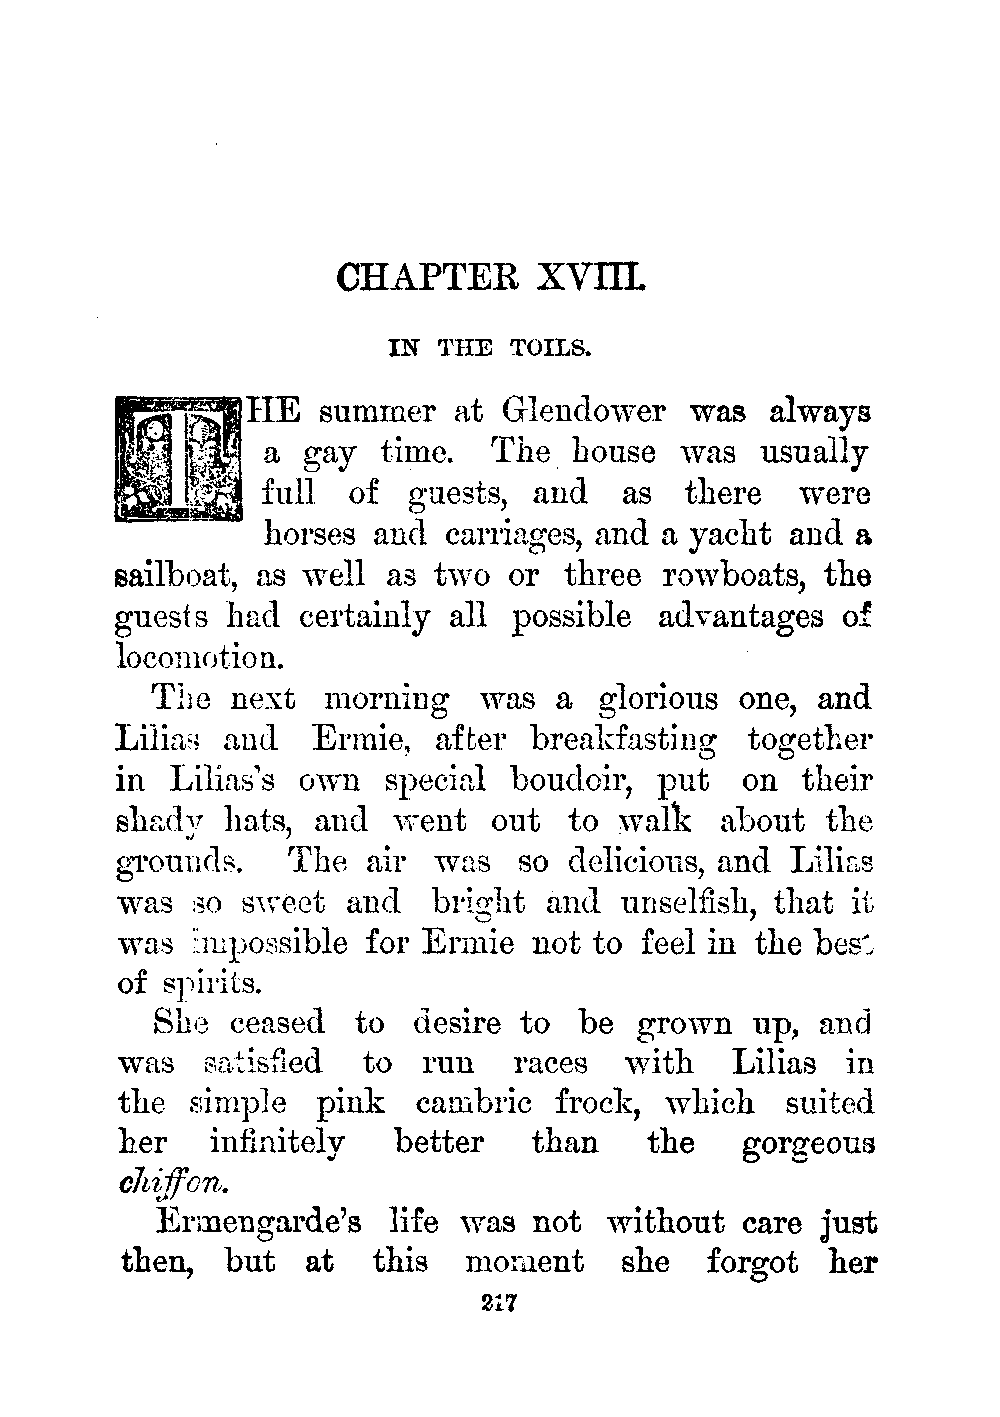 CHAPTER XVIII.
IN THE TOILS.
THE summer at Glendower was always
a gay time. The house was usually
full of guests, and as there were
horses and carriages, and a yacht and a
sailboat, as well as two or three rowboats, the
guests had certainly all possible advantages of
locomotion.
The next morning was a glorious one, and
Lilias and Ermie, after breakfasting together
in Lilias's own special boudoir, put on their
shady hats, and went out to walk about the
grounds. The air was so delicious, and Lilias
was so sweet and bright and unselfish, that it
was impossible for Ermie not to feel in the best
of spirits.
She ceased to desire to be grown up, and
was satisfied to run races with Lilias in
the simple pink cambric frock, which suited
her infinitely better than the gorgeous
chiffon.
Ermengarde's life was not without care just
then, but at this moment she forgot her
217